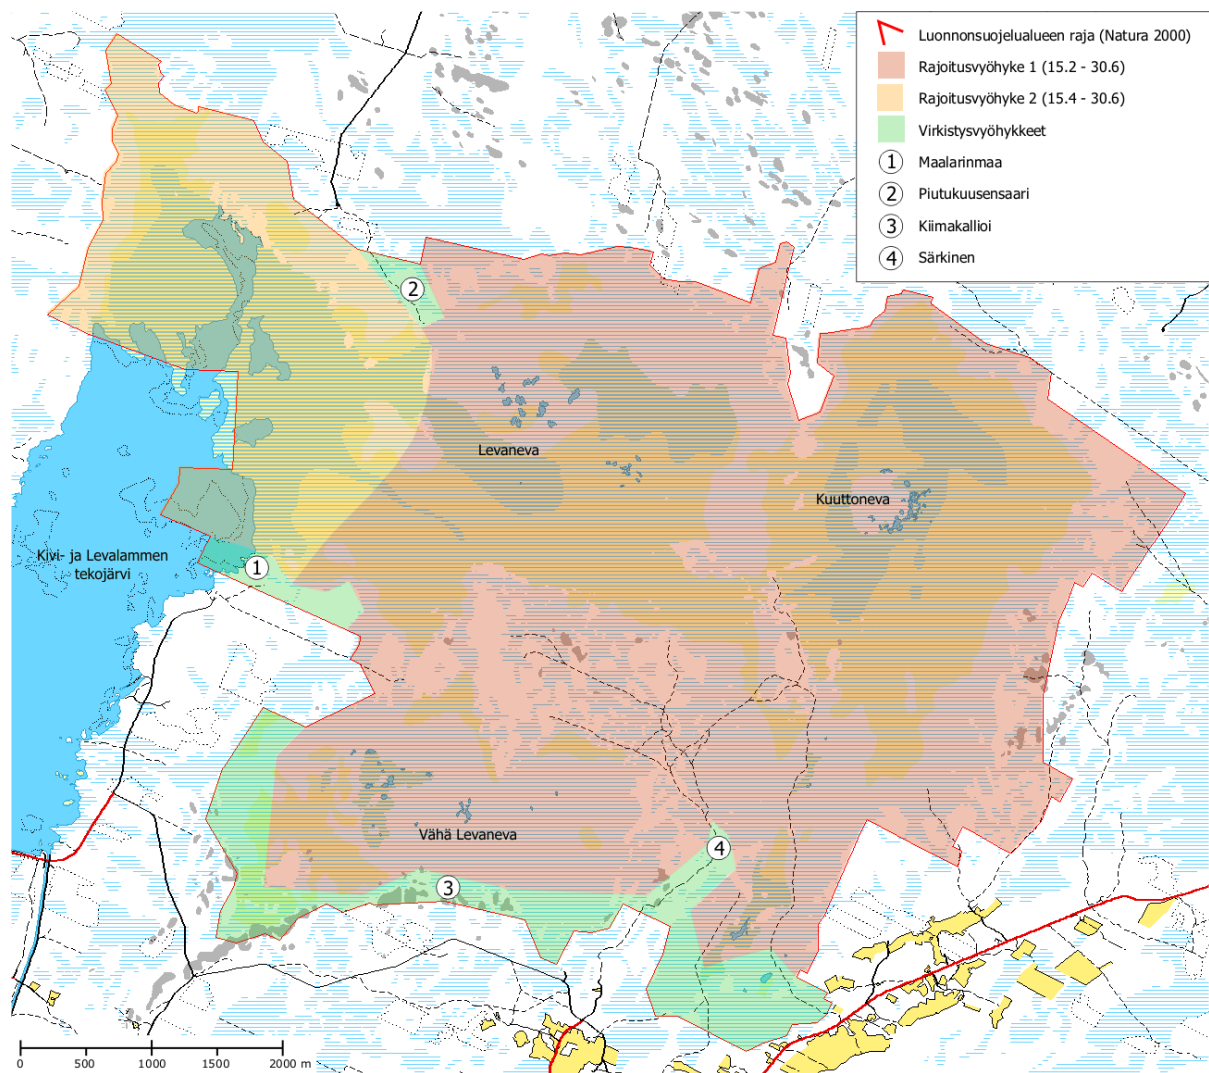 Luonnonsuojelualueen raja (Natura 2000)
Rajoitusvyöhyke 1 (15.2 - 30.6)
Rajoitusvyöhyke 2 (15.4 - 30.6)
Virkistysvyöhykkeet
1 Maalarinmaa
2 Piutukuusensaari
3 Kiimakallioi
4 Särkinen
2
Levaneva
Kuuttoneva
Kivi- ja Levalammen
tekojärvi
1
Vähä Levaneva
4
3
0 500 1000 1500 2000 m